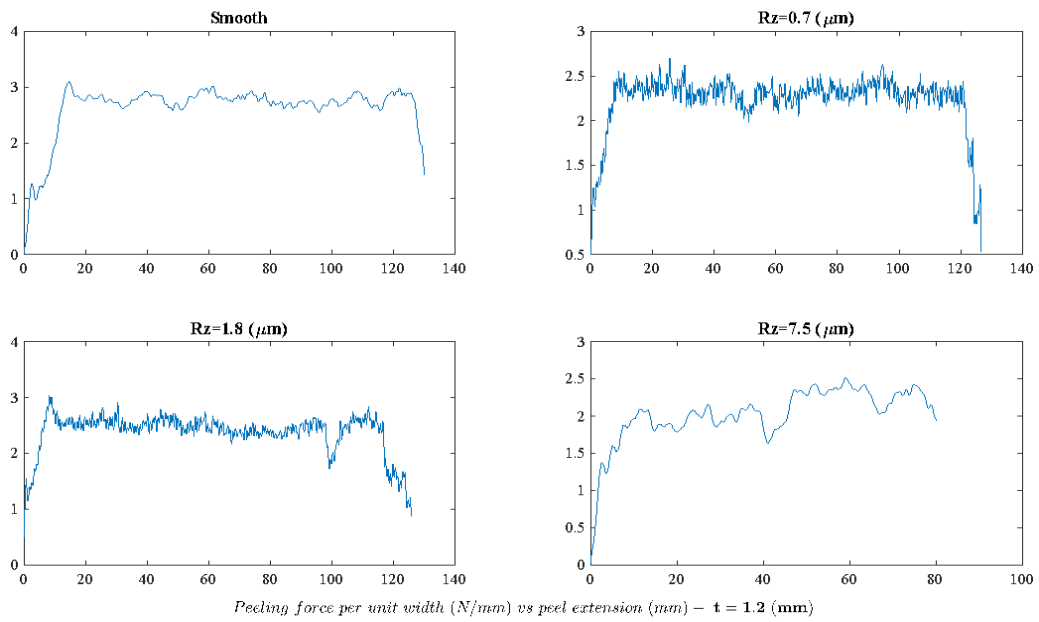 Smooth
4
3
2
1
0
0 20 40 60 80 100 120 140
Rz=0.7 (μm)
3
2.5
2
1.5
1
0.5
0 20 40 60 80 100 120 140
Rz=1.8 (μm)
4
3
2
1
0
0 20 40 60 80 100 120 140
Rz=7.5 (μm)
3
2.5
2
1.5
1
0.5
0
0 20 40 60 80 100
Peeling force per unit width (N/mm) vs peel extension (mm) − t = 1.2 (mm)